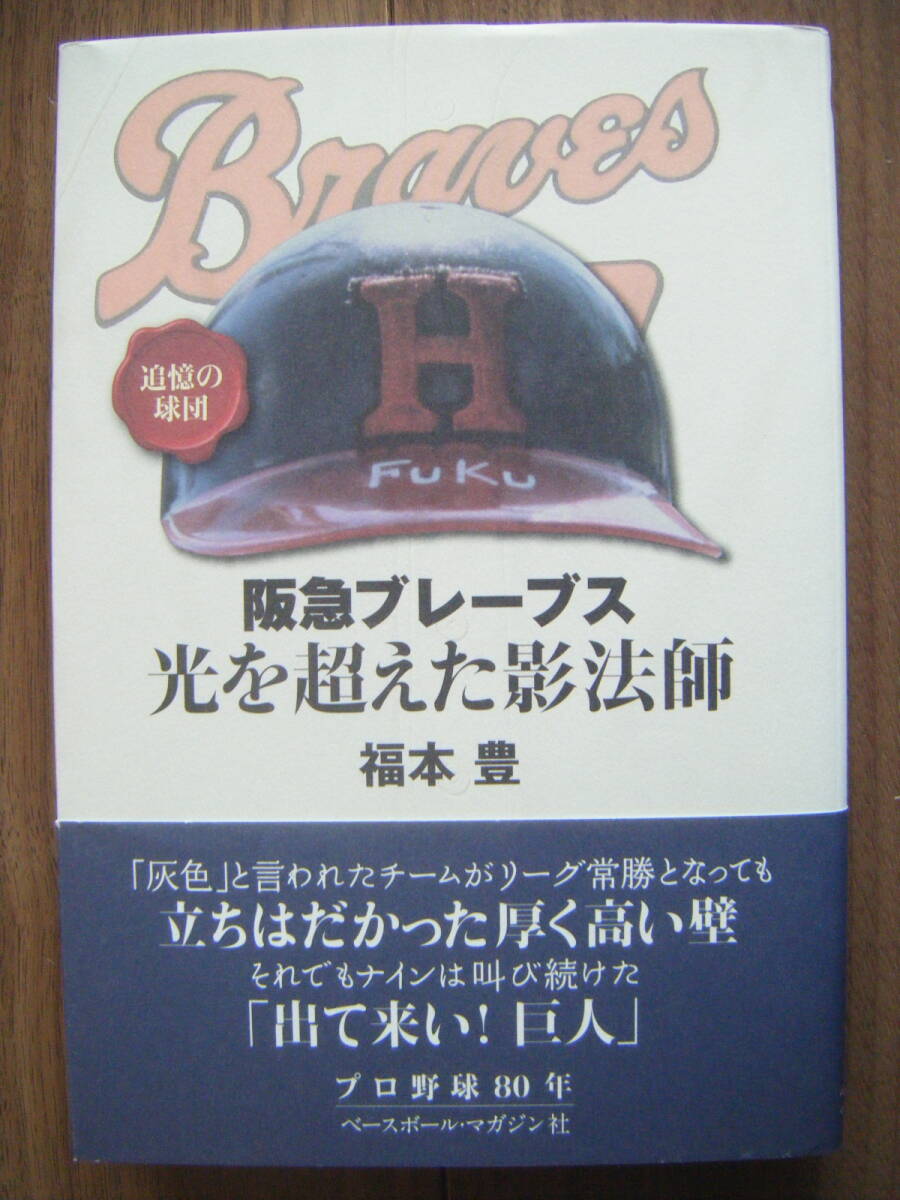 Braves
H
FUKU
追憶の
球団
阪急ブレーブス
光を超えた影法師
福本 豊
「灰色」と言われたチームがリーグ常勝となっても
立ちはだかった厚く高い壁
それでもナインは叫び続けた
「出て来い! 巨人」
プロ野球80年
ベースボール・マガジン社